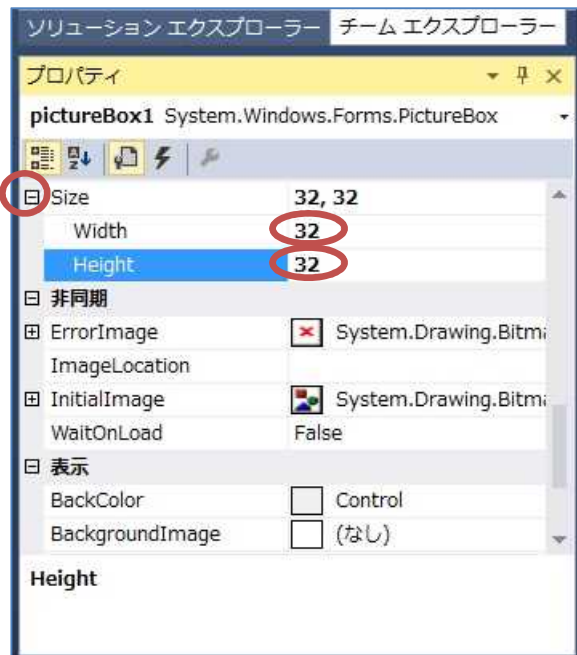 ソリューション エクスプローラー チーム エクスプローラー
プロパティ
pictureBox1 System.Windows.Forms.PictureBox
Size 32, 32
Width 32
Height 32
非同期
ErrorImage System.Drawing.Bitma
ImageLocation
InitialImage System.Drawing.Bitma
WaitOnLoad False
表示
BackColor Control
BackgroundImage (なし)
Height